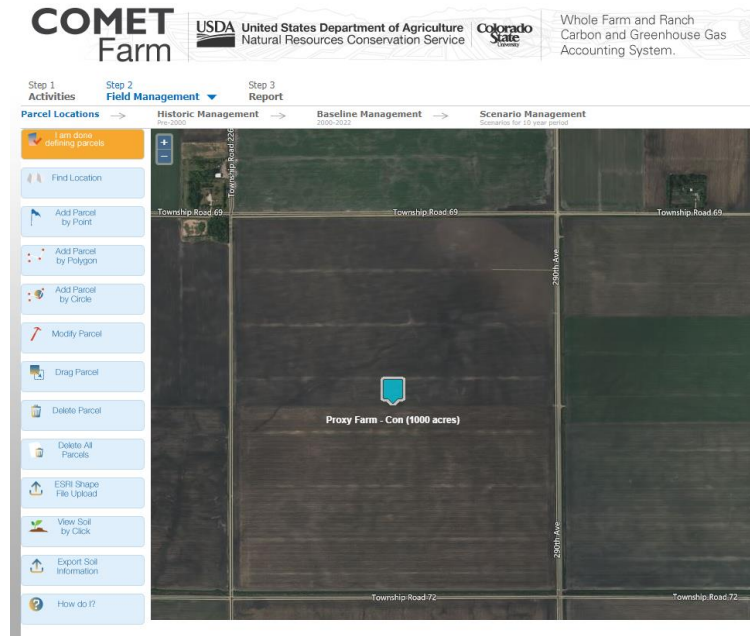 COMET
Farm
USDA United States Department of Agriculture
Natural Resources Conservation Service
Colorado
State
University
Whole Farm and Ranch
Carbon and Greenhouse Gas
Accounting System.
Step 1
Activities
Step 2
Field Management
Step 3
Report
Parcel Locations
Historic Management
Pre-2000
Baseline Management
2000-2022
Scenario Management
Scenarios for 10 year period
I am done
defining parcels
Find Location
Add Parcel
by Point
Add Parcel
by Polygon
Add Parcel
by Circle
Modify Parcel
Drag Parcel
Delete Parcel
Delete All
Parcels
ESRI Shape
File Upload
View Soil
by Click
Export Soil
Information
How do I?
+
−
Township Road 226
Township Road 69
Township Road 69
Township Road 69
290th Ave
Proxy Farm - Con (1000 acres)
290th Ave
Township Road 72
Township Road 72